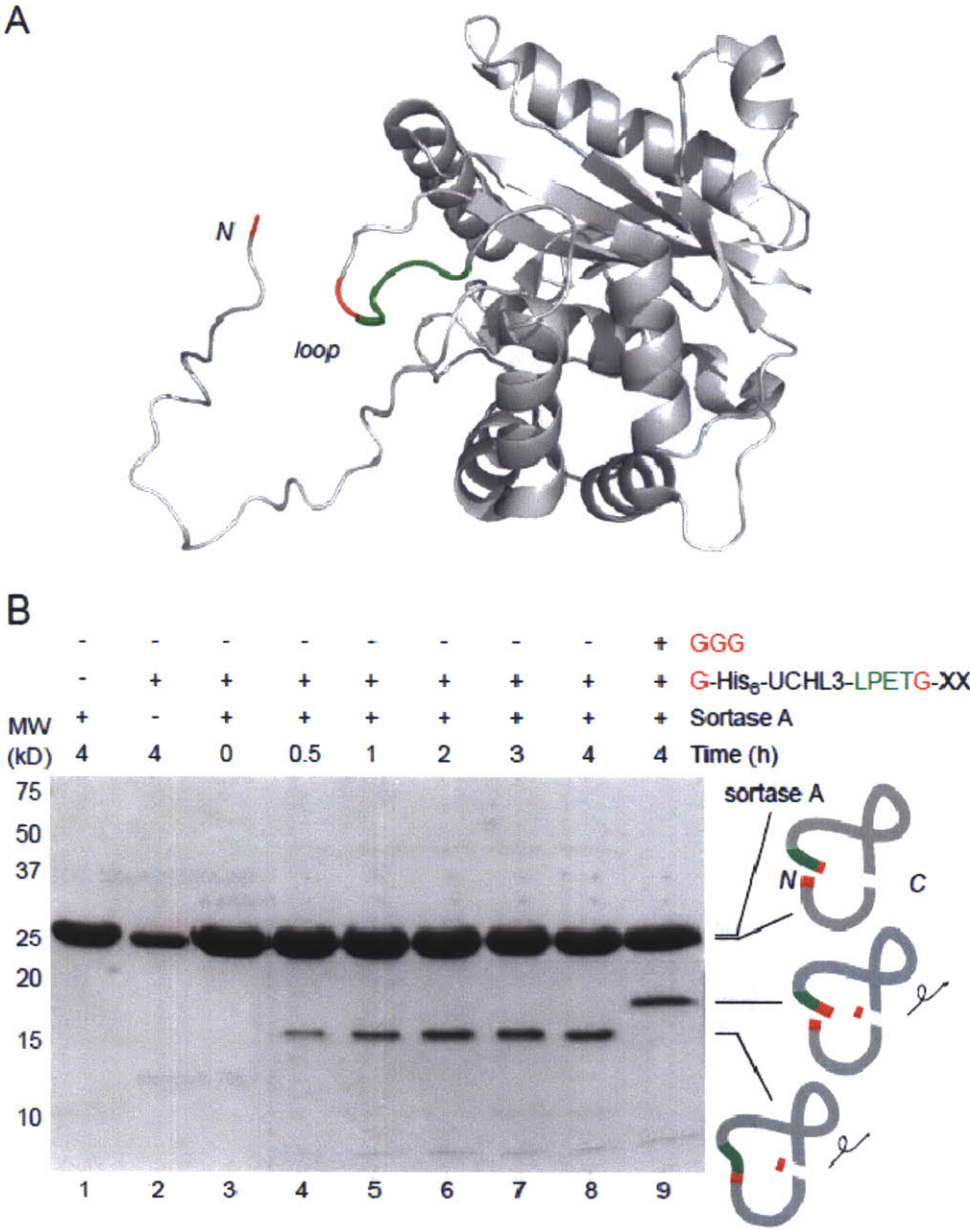 A
N
loop
B
- - - - - - - - + GGG
- + + + + + + + + G-His6-UCHL3-LPETG-XX
MW + - + + + + + + + Sortase A
(kD) 4 4 0 0.5 1 2 3 4 4 Time (h)
75
sortase A
50
37
N C
25
20
15
10
1 2 3 4 5 6 7 8 9